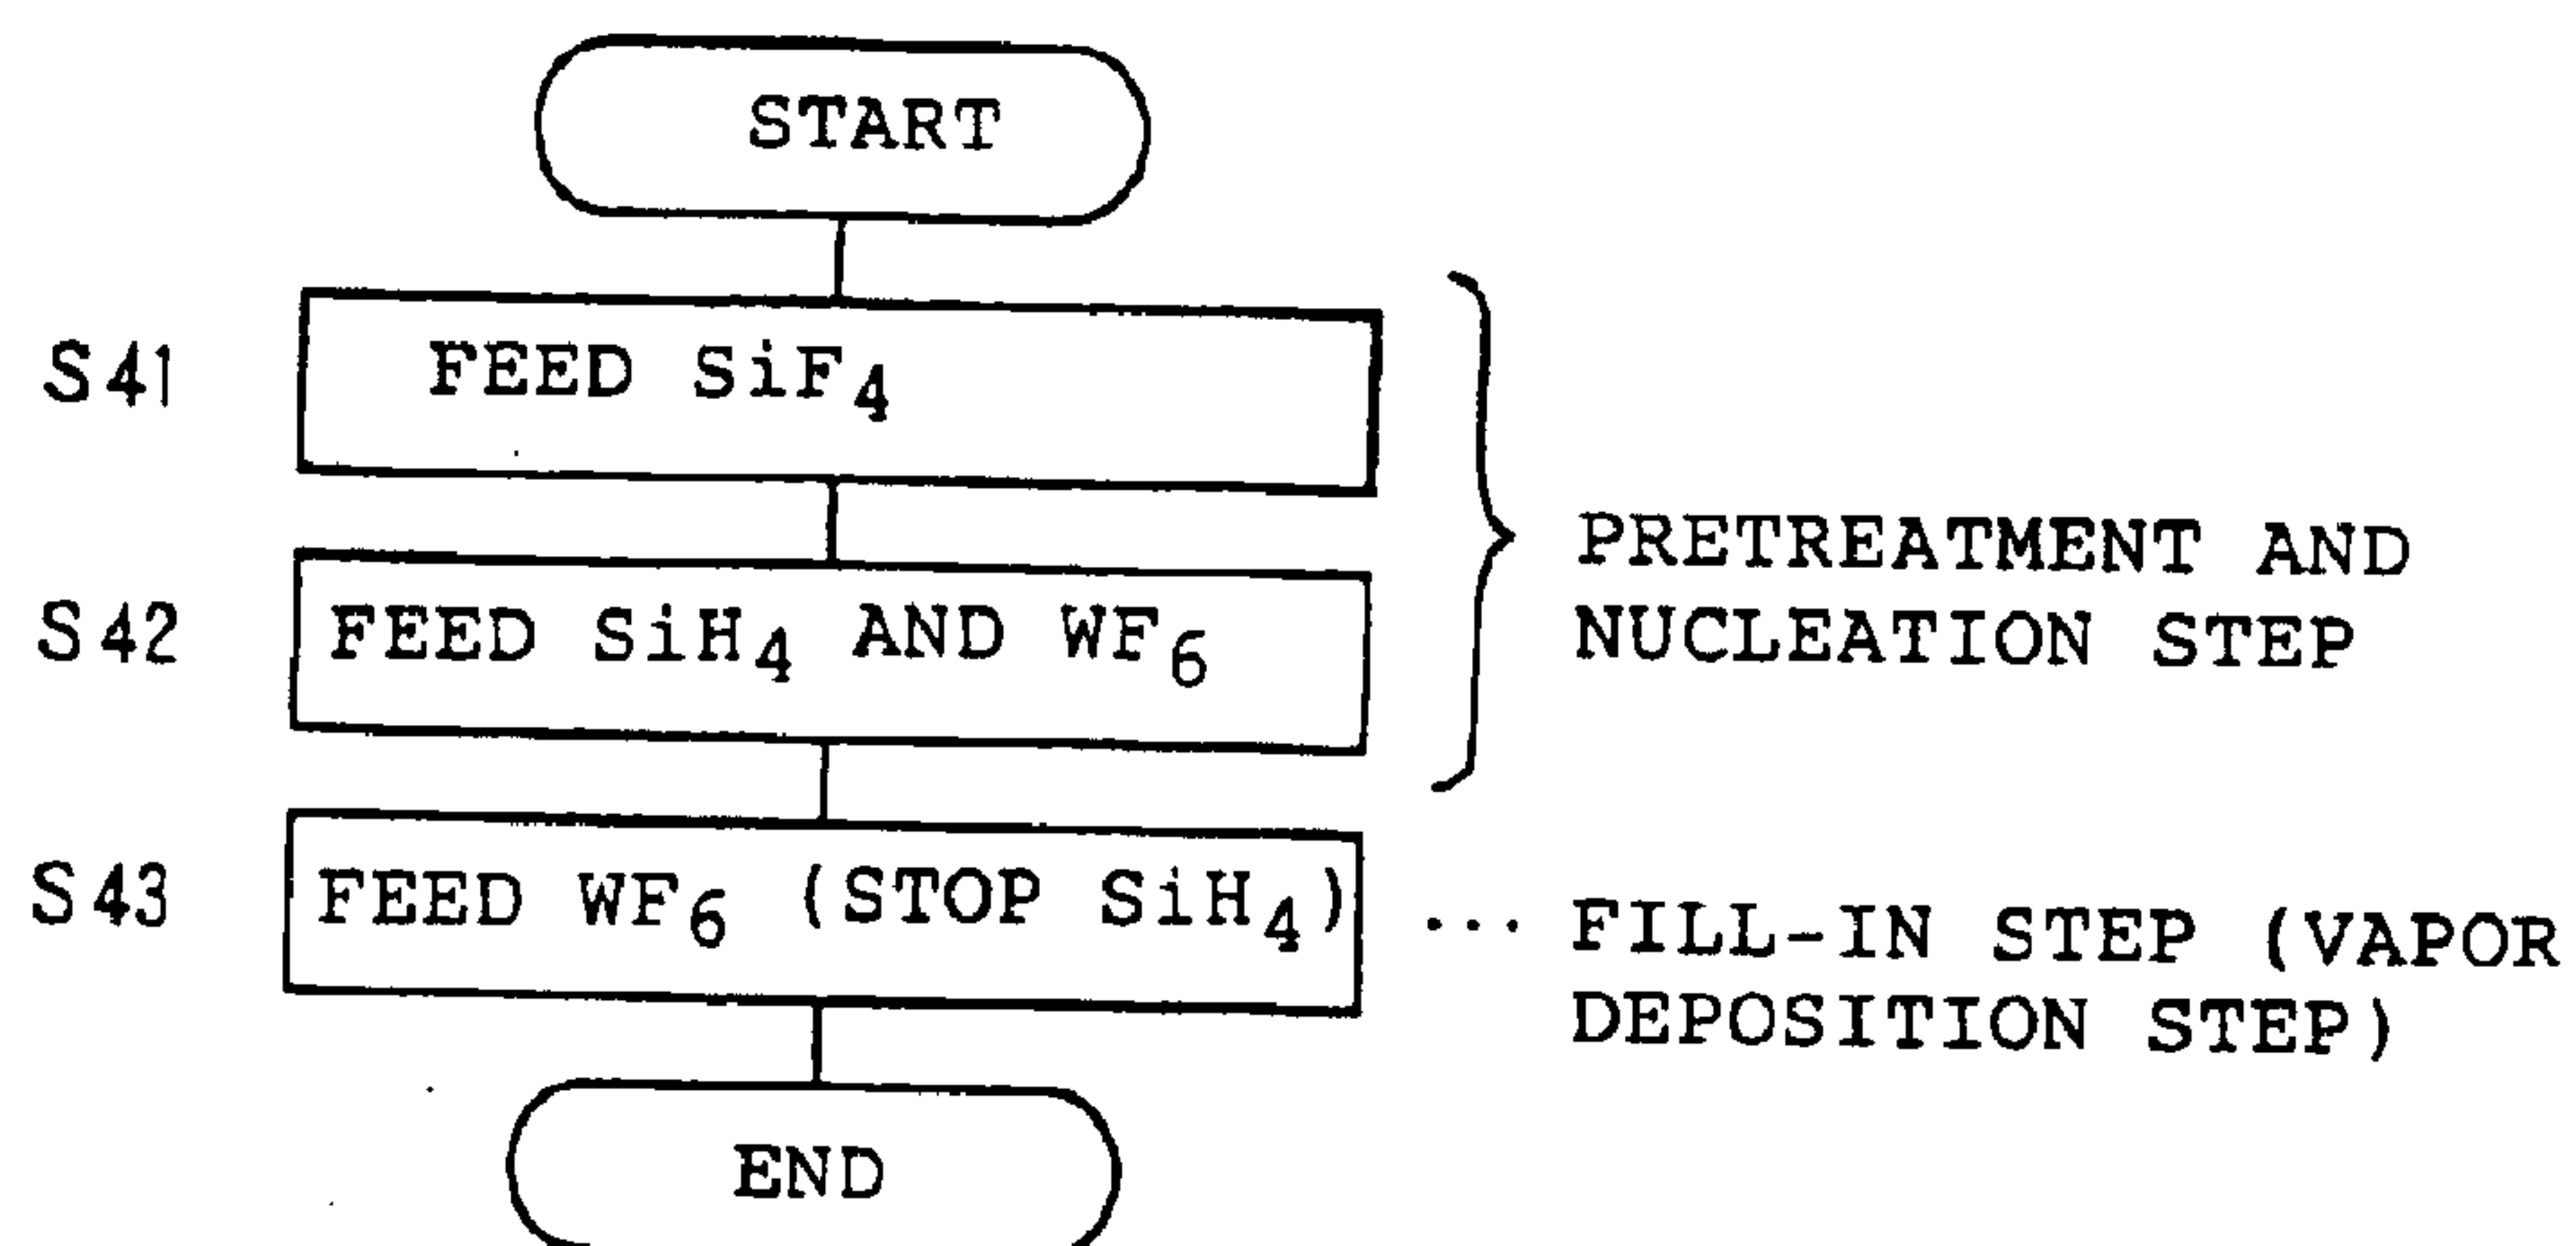 START
S41 FEED SiF4
S42 FEED SiH4 AND WF6
PRETREATMENT AND
NUCLEATION STEP
S43 FEED WF6 (STOP SiH4) ... FILL-IN STEP (VAPOR
DEPOSITION STEP)
END